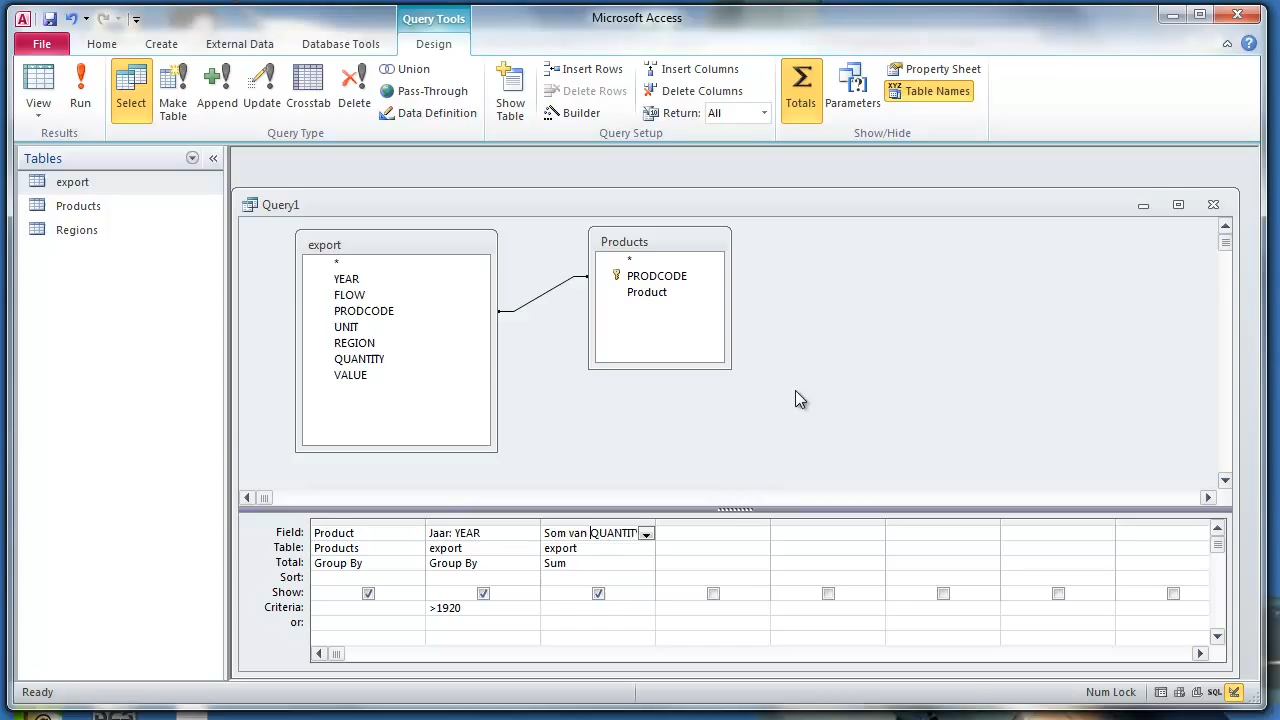 A
Query Tools
Microsoft Access
File
Home
Create
External Data
Database Tools
Design
View
Run
Select
Make Table
Append
Update
Crosstab
Delete
Union
Pass-Through
Data Definition
Show Table
Insert Rows
Delete Rows
Builder
Insert Columns
Delete Columns
Return: All
Totals
Parameters
Property Sheet
Table Names
Results
Query Type
Query Setup
Show/Hide
Tables
export
Products
Regions
Query1
export
*
YEAR
FLOW
PRODCODE
UNIT
REGION
QUANTITY
VALUE
Products
*
PRODCODE
Product
Field: Product Jaar: YEAR Som van QUANTITY
Table: Products export export
Total: Group By Group By Sum
Sort:
Show:
Criteria: >1920
or:
Ready
Num Lock
SQL